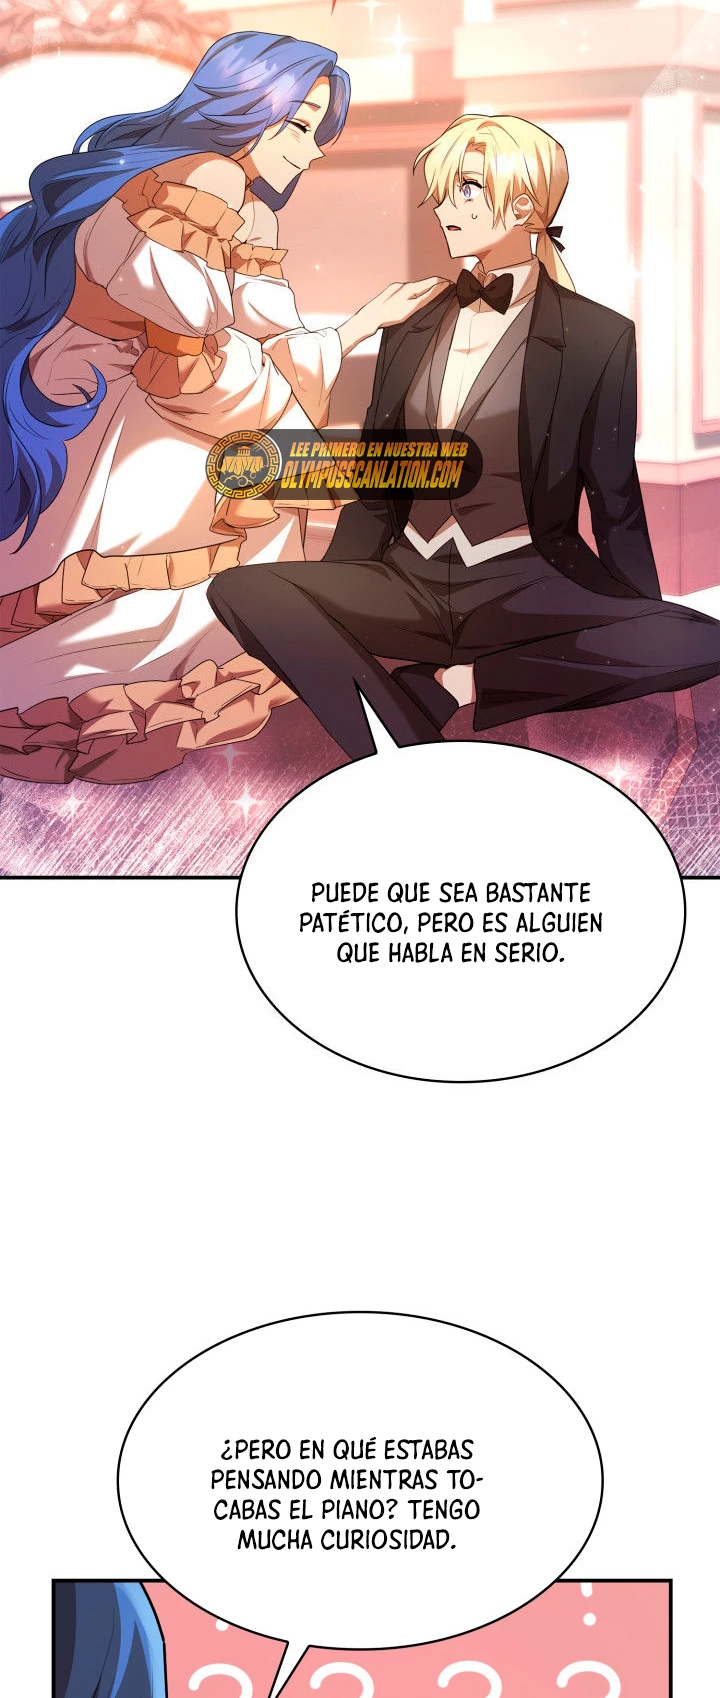 LEE PRIMERO EN NUESTRA WEB
OLYMPUSSCANLATION.COM
PUEDE QUE SEA BASTANTE
PATÉTICO, PERO ES ALGUIEN
QUE HABLA EN SERIO.
¿PERO EN QUÉ ESTABAS
PENSANDO MIENTRAS TO-
CABAS EL PIANO? TENGO
MUCHA CURIOSIDAD.
? ? ? ?